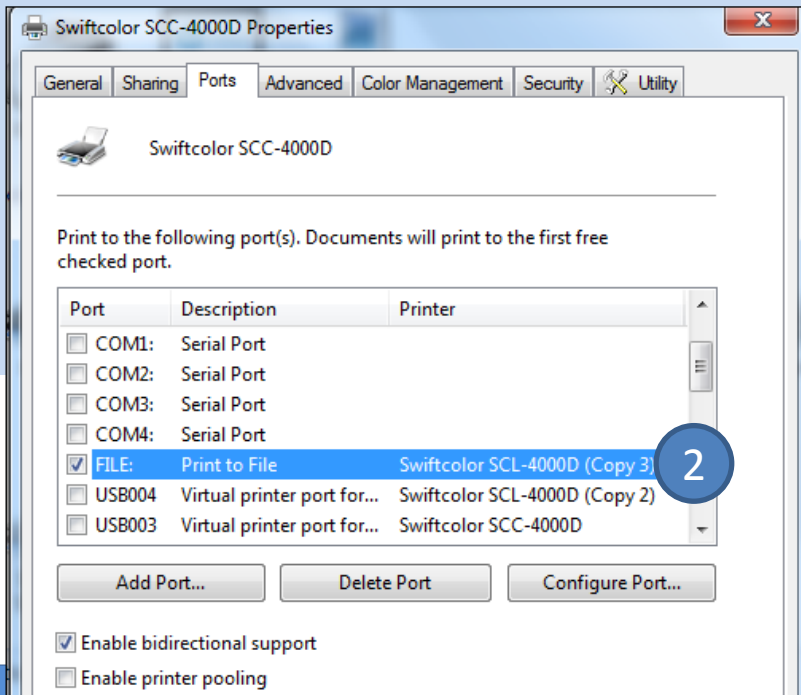 Swiftcolor SCC-4000D Properties
General Sharing Ports Advanced Color Management Security Utility
Swiftcolor SCC-4000D
Print to the following port(s). Documents will print to the first free
checked port.
Port Description Printer
COM1: Serial Port
COM2: Serial Port
COM3: Serial Port
COM4: Serial Port
FILE: Print to File Swiftcolor SCL-4000D (Copy 3) 2
USB004 Virtual printer port for... Swiftcolor SCL-4000D (Copy 2)
USB003 Virtual printer port for... Swiftcolor SCC-4000D
Add Port... Delete Port Configure Port...
Enable bidirectional support
Enable printer pooling